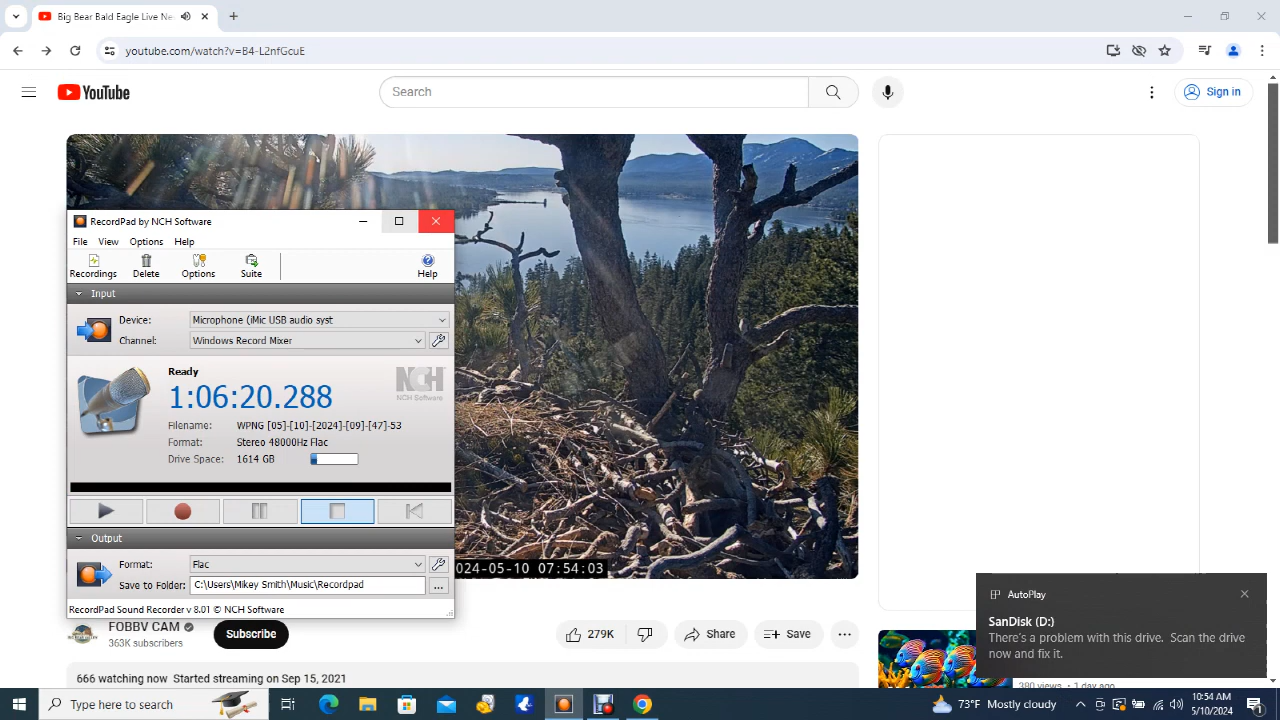 Big Bear Bald Eagle Live Ne
youtube.com/watch?v=B4-L2nfGcuE
YouTube
Search
Sign in
RecordPad by NCH Software
File View Options Help
Recordings Delete Options Suite Help
Input
Device: Microphone (iMic USB audio syst
Channel: Windows Record Mixer
Ready
1:06:20.288
NCH
NCH Software
Filename: WPNG [05]-[10]-[2024]-[09]-[47]-53
Format: Stereo 48000Hz Flac
Drive Space: 1614 GB
Output
Format: Flac
Save to Folder: C:\Users\Mikey Smith\Music\Recordpad
...
RecordPad Sound Recorder v 8.01 © NCH Software
024-05-10 07:54:03
AutoPlay
SanDisk (D:)
There's a problem with this drive. Scan the drive
now and fix it.
FOBBV CAM
363K subscribers
Subscribe
279K
Share
Save
666 watching now Started streaming on Sep 15, 2021
380 views • 1 day ago
Type here to search
73°F Mostly cloudy
10:54 AM
5/10/2024
1